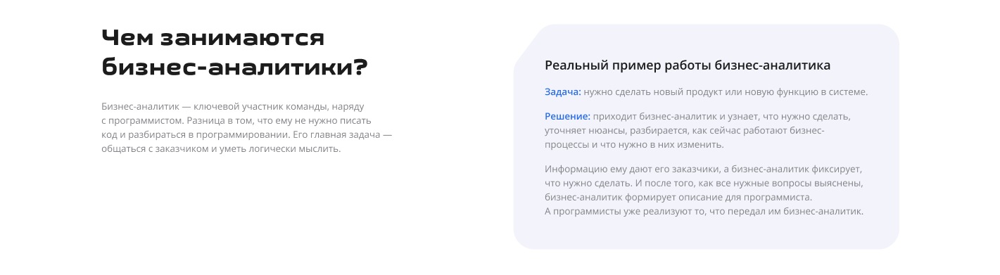 Чем занимаются
бизнес-аналитики?
Бизнес-аналитик — ключевой участник команды, наряду
с программистом. Разница в том, что ему не нужно писать
код и разбираться в программировании. Его главная задача —
общаться с заказчиком и уметь логически мыслить.
Реальный пример работы бизнес-аналитика
Задача: нужно сделать новый продукт или новую функцию в системе.
Решение: приходит бизнес-аналитик и узнает, что нужно сделать,
уточняет нюансы, разбирается, как сейчас работают бизнес-
процессы и что нужно в них изменить.
Информацию ему дают его заказчики, а бизнес-аналитик фиксирует,
что нужно сделать. И после того, как все нужные вопросы выяснены,
бизнес-аналитик формирует описание для программиста.
А программисты уже реализуют то, что передал им бизнес-аналитик.